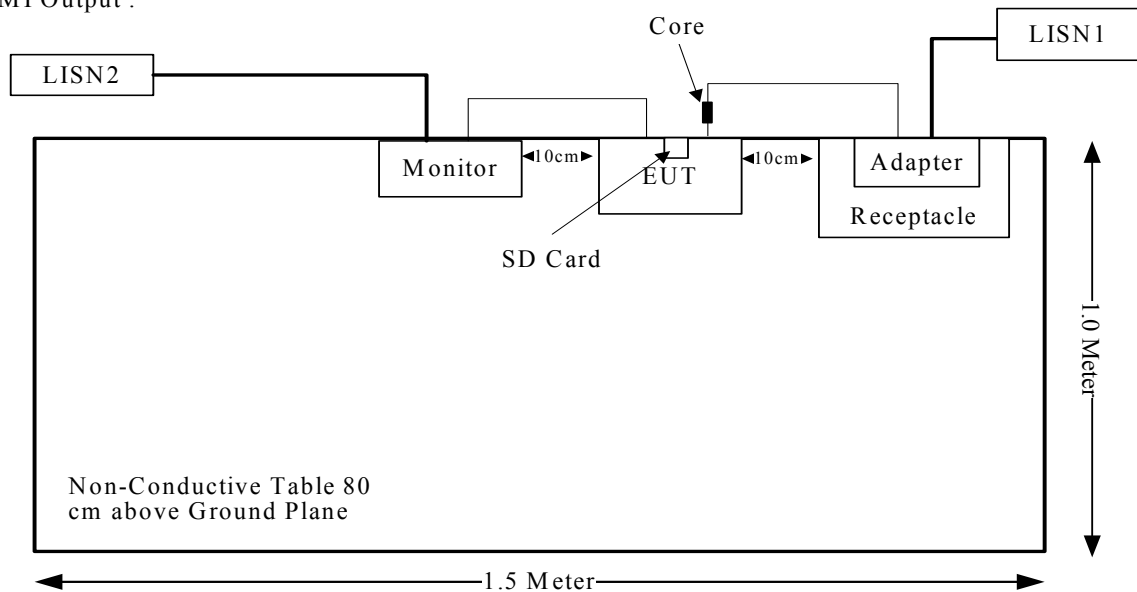 MI Output :
Core
LISN1
LISN2
10cm
10cm
Monitor
EUT
Adapter
Receptacle
SD Card
1.0 Meter
Non-Conductive Table 80
cm above Ground Plane
1.5 Meter